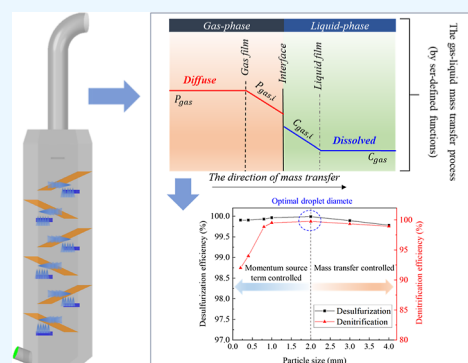 Gas-phase
Liquid-phase
Gas film
Interface
Liquid film
Diffuse
P_gas
P_gas,i
C_gas,i
Dissolved
C_gas
The direction of mass transfer
The gas-liquid mass transfer process
(by ser-defined functions)
Optimal droplet diamete
Desulfurization efficiency (%)
100.0
99.5
99.0
98.5
98.0
97.5
97.0
Momentum source
term controlled
Mass transfer controlled
Desulfurization
Denitrification
0.0
0.5
1.0
1.5
2.0
2.5
3.0
3.5
4.0
Particle size (mm)
100
95
90
85
80
Denitrification efficiency (%)